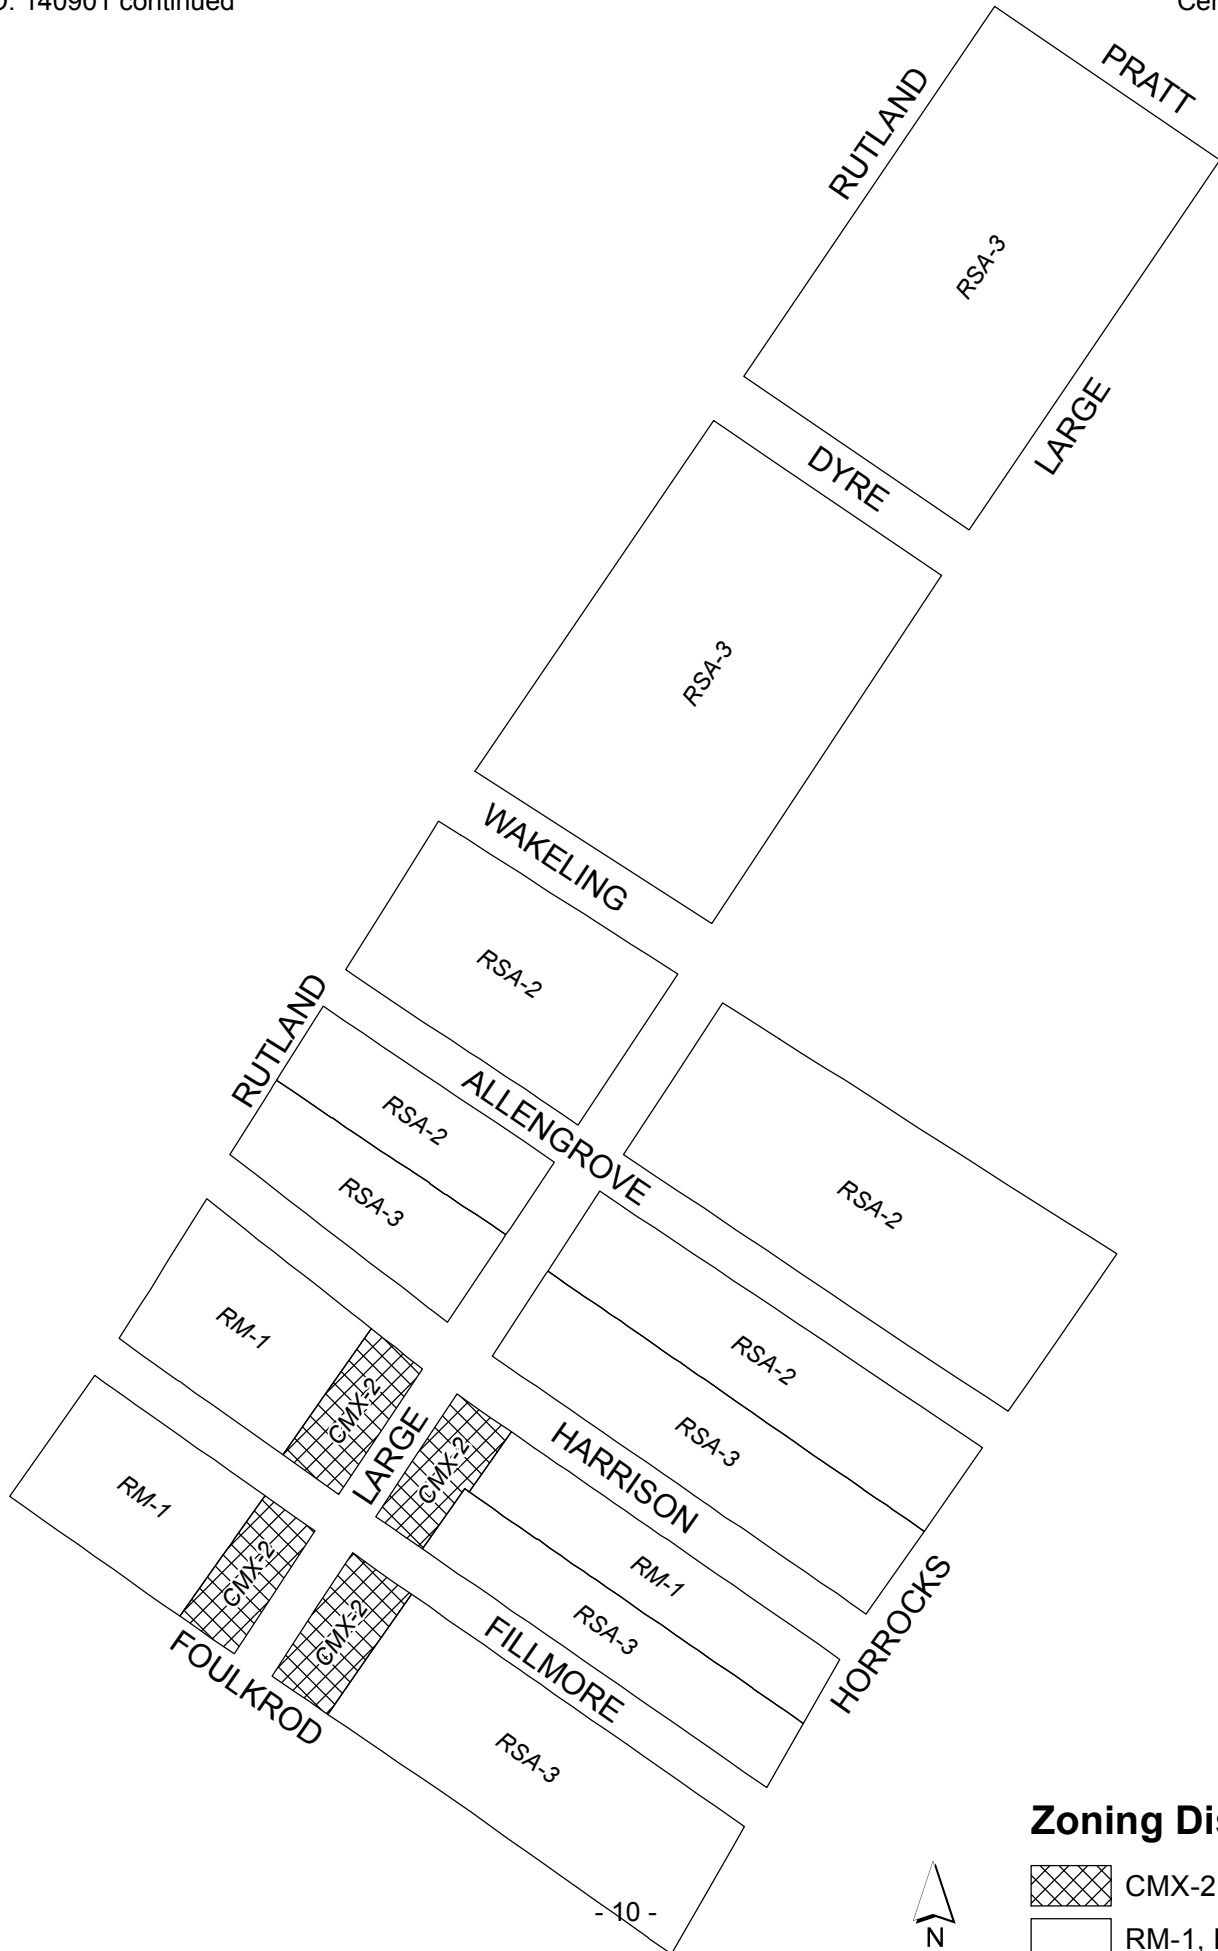 140901 continued
PRATT
RUTLAND
RSA-3
LARGE
DYRE
RSA-3
WAKELING
RSA-2
RUTLAND
ALLENGROVE
RSA-2
RSA-2
RSA-3
RM-1
RSA-2
CMX-2
LARGE
RSA-3
CMX-2
HARRISON
RM-1
RM-1
CMX-2
HORROCKS
CMX-2
RSA-3
FILLMORE
FOULKROD
RSA-3
Zoning
CMX-2
- 10 -
N
RM-1,